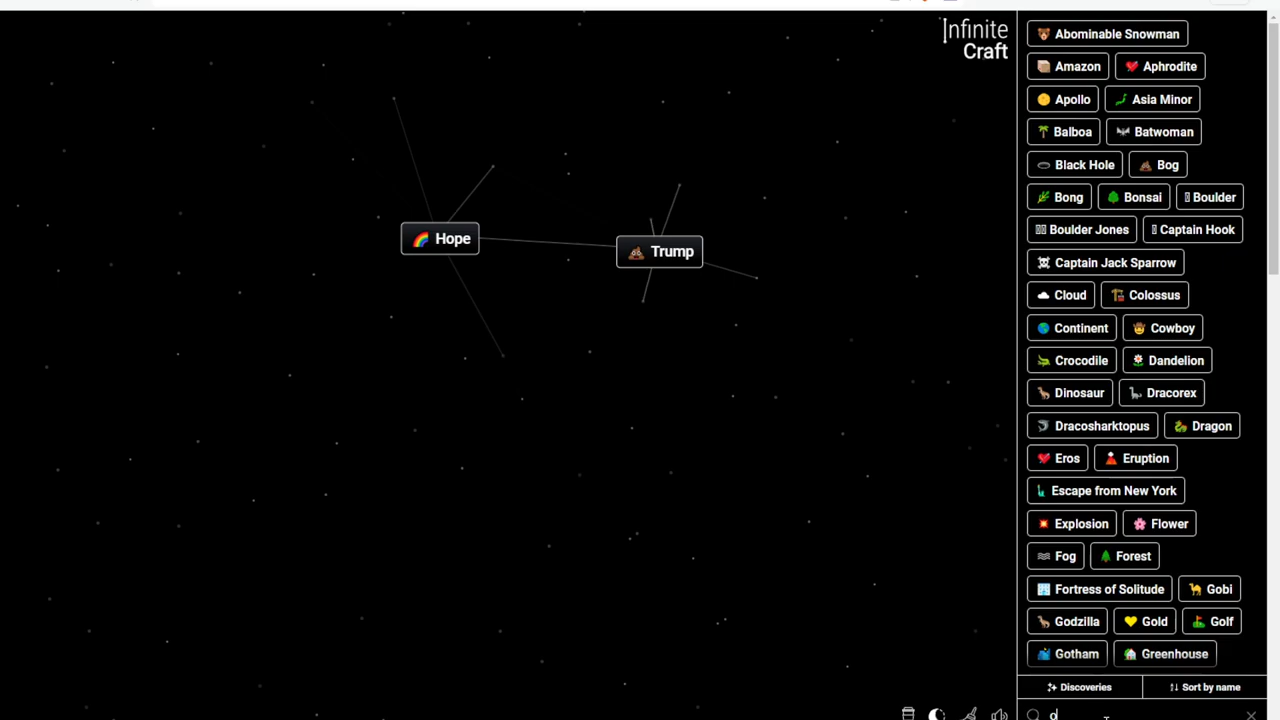 Infinite
Craft
Hope
Trump
Abominable Snowman
Amazon Aphrodite
Apollo Asia Minor
Balboa Batwoman
Black Hole Bog
Bong Bonsai Boulder
Boulder Jones Captain Hook
Captain Jack Sparrow
Cloud Colossus
Continent Cowboy
Crocodile Dandelion
Dinosaur Dracorex
Dracosharktopus Dragon
Eros Eruption
Escape from New York
Explosion Flower
Fog Forest
Fortress of Solitude Gobi
Godzilla Gold Golf
Gotham Greenhouse
Discoveries Sort by name
o